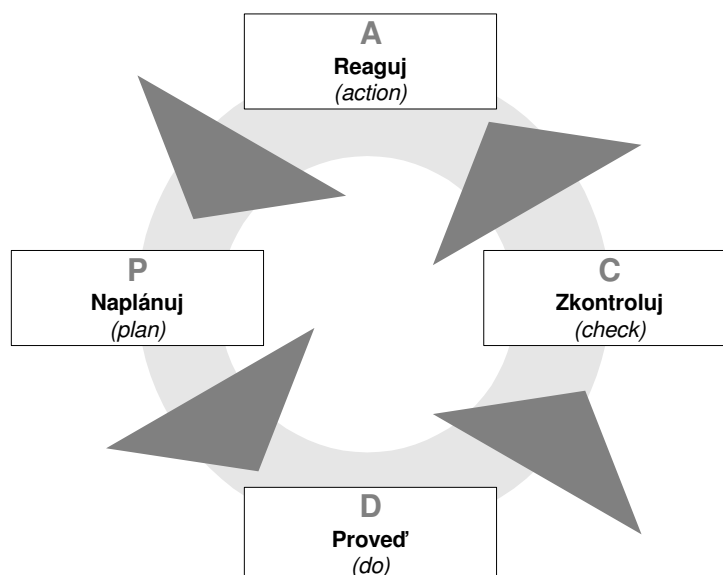 A
Reaguj
(action)
P
Naplánuj
(plan)
C
Zkontroluj
(check)
D
Proveď
(do)